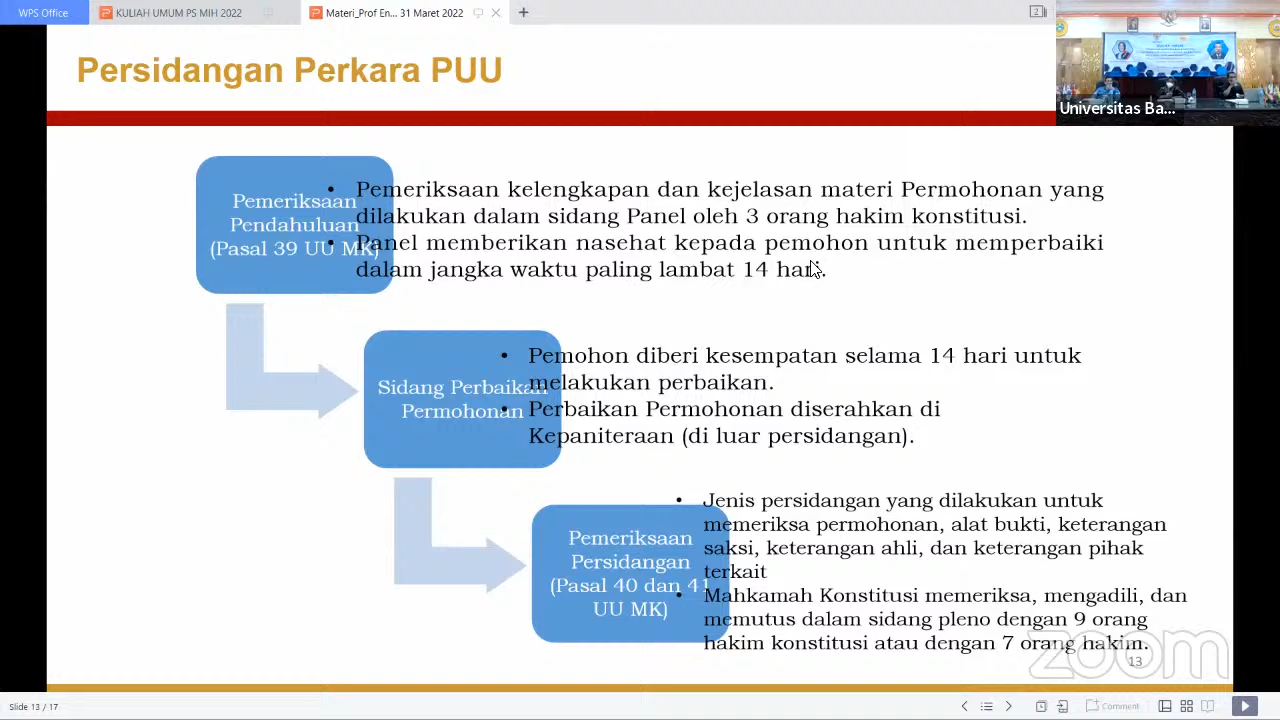 WPS Office
KULIAH UMUM PS MIH 2022
Materi_Prof En... 31 Maret 2022
2
Persidangan Perkara PUU
Universitas Ba...
Pemeriksaan
Pendahuluan
(Pasal 39 UU MK)
• Pemeriksaan kelengkapan dan kejelasan materi Permohonan yang
dilakukan dalam sidang Panel oleh 3 orang hakim konstitusi.
• Panel memberikan nasehat kepada pemohon untuk memperbaiki
dalam jangka waktu paling lambat 14 hari.
Sidang Perbaikan
Permohonan
• Pemohon diberi kesempatan selama 14 hari untuk
melakukan perbaikan.
• Perbaikan Permohonan diserahkan di
Kepaniteraan (di luar persidangan).
Pemeriksaan
Persidangan
(Pasal 40 dan 41
UU MK)
• Jenis persidangan yang dilakukan untuk
memeriksa permohonan, alat bukti, keterangan
saksi, keterangan ahli, dan keterangan pihak
terkait
• Mahkamah Konstitusi memeriksa, mengadili, dan
memutus dalam sidang pleno dengan 9 orang
hakim konstitusi atau dengan 7 orang hakim.
zoom
13
Slide 13 / 17
Comment